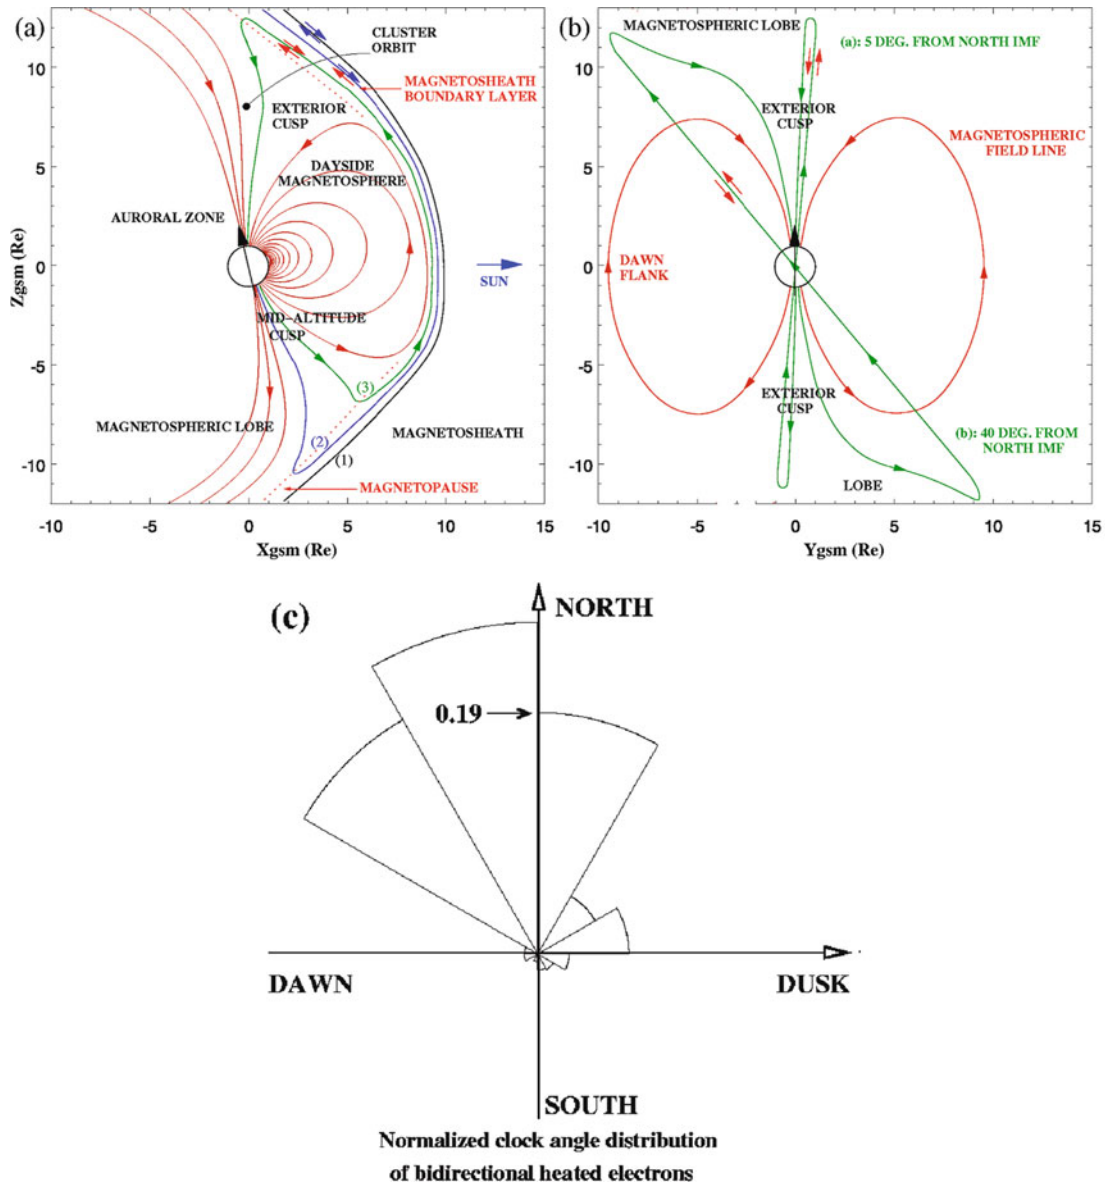 (a)
CLUSTER
ORBIT
MAGNETOSHEATH
BOUNDARY LAYER
EXTERIOR
CUSP
DAYSIDE
MAGNETOSPHERE
AURORAL ZONE
SUN
MID-ALTITUDE
CUSP
(3)
MAGNETOSPHERIC LOBE
(2)
(1)
MAGNETOSHEATH
MAGNETOPAUSE
10
5
0
-5
-10
Zgsm (Re)
-10 -5 0 5 10 15
Xgsm (Re)
(b)
MAGNETOSPHERIC LOBE
(a): 5 DEG. FROM NORTH IMF
EXTERIOR
CUSP
MAGNETOSPHERIC
FIELD LINE
DAWN
FLANK
EXTERIOR
CUSP
(b): 40 DEG. FROM
NORTH IMF
LOBE
10
5
0
-5
-10
-10 -5 0 5 10 15
Ygsm (Re)
(c)
NORTH
0.19
DAWN
DUSK
SOUTH
Normalized clock angle distribution
of bidirectional heated electrons